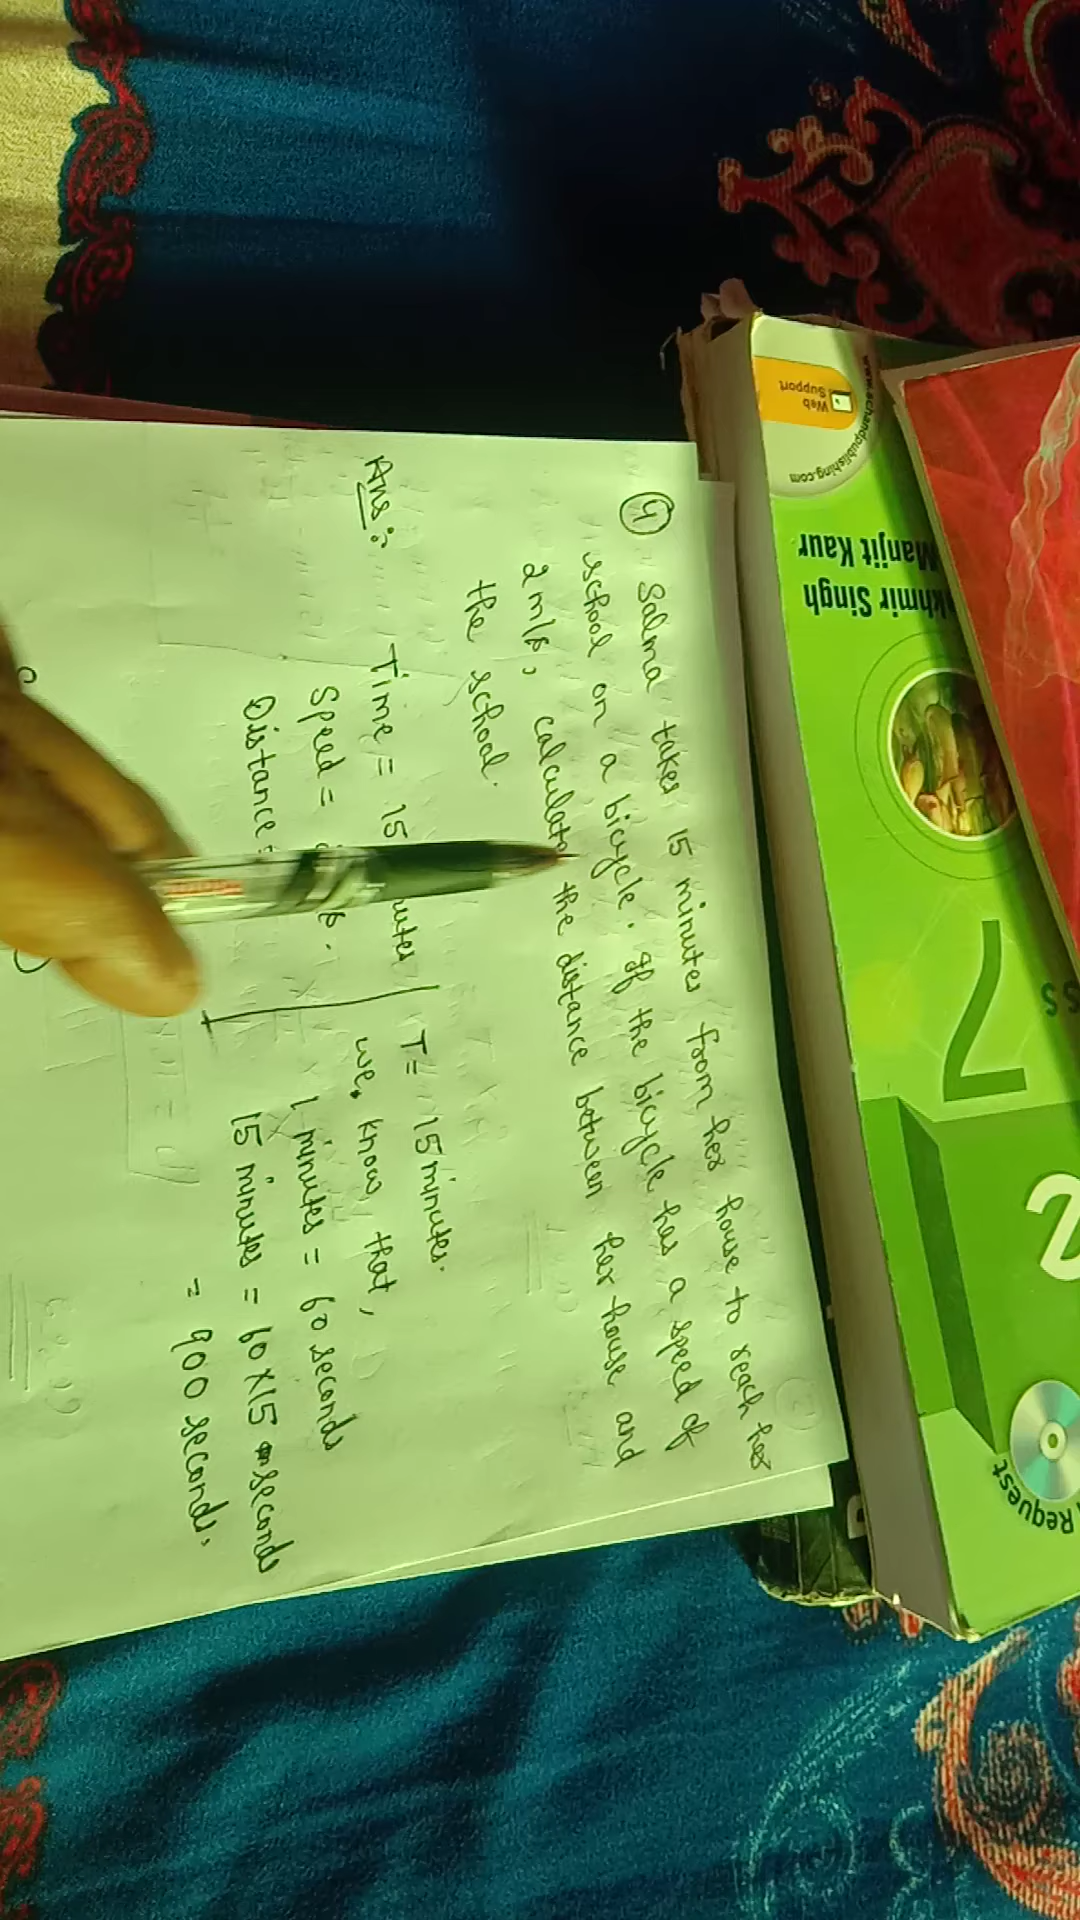 4
Salma takes 15 minutes from her house to reach her
school on a bicycle. If the bicycle has a speed of
2 m/s, calculate the distance between her house and
the school.
Ans:
Time = 15
Speed =
Distance =
T = 15 minutes.
we know that,
1 minutes = 60 seconds
15 minutes = 60 x 15 seconds
= 900 seconds.
www.schandpublishing.com
Web
Support
Manjit Kaur
Singh
7
2
Request